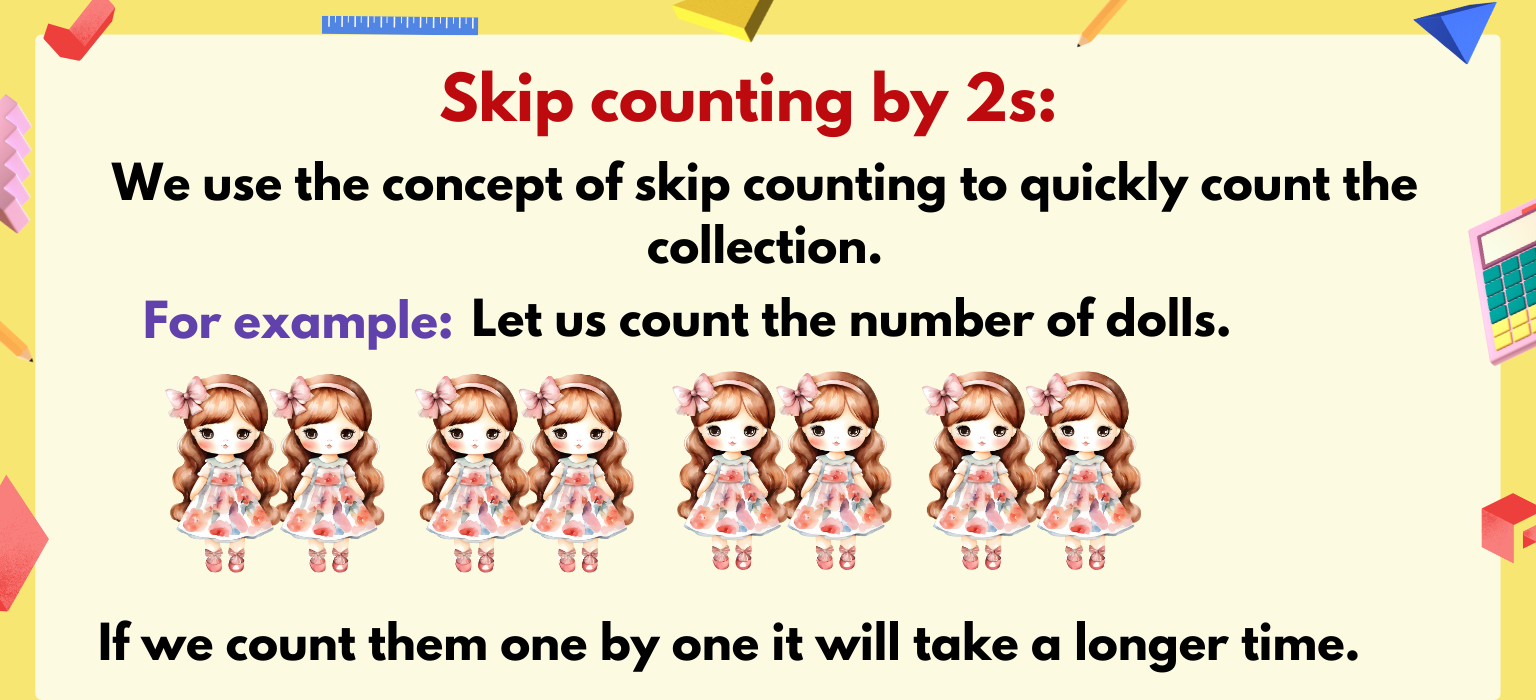 Skip counting by 2s:
We use the concept of skip counting to quickly count the
collection.
For example: Let us count the number of dolls.
If we count them one by one it will take a longer time.